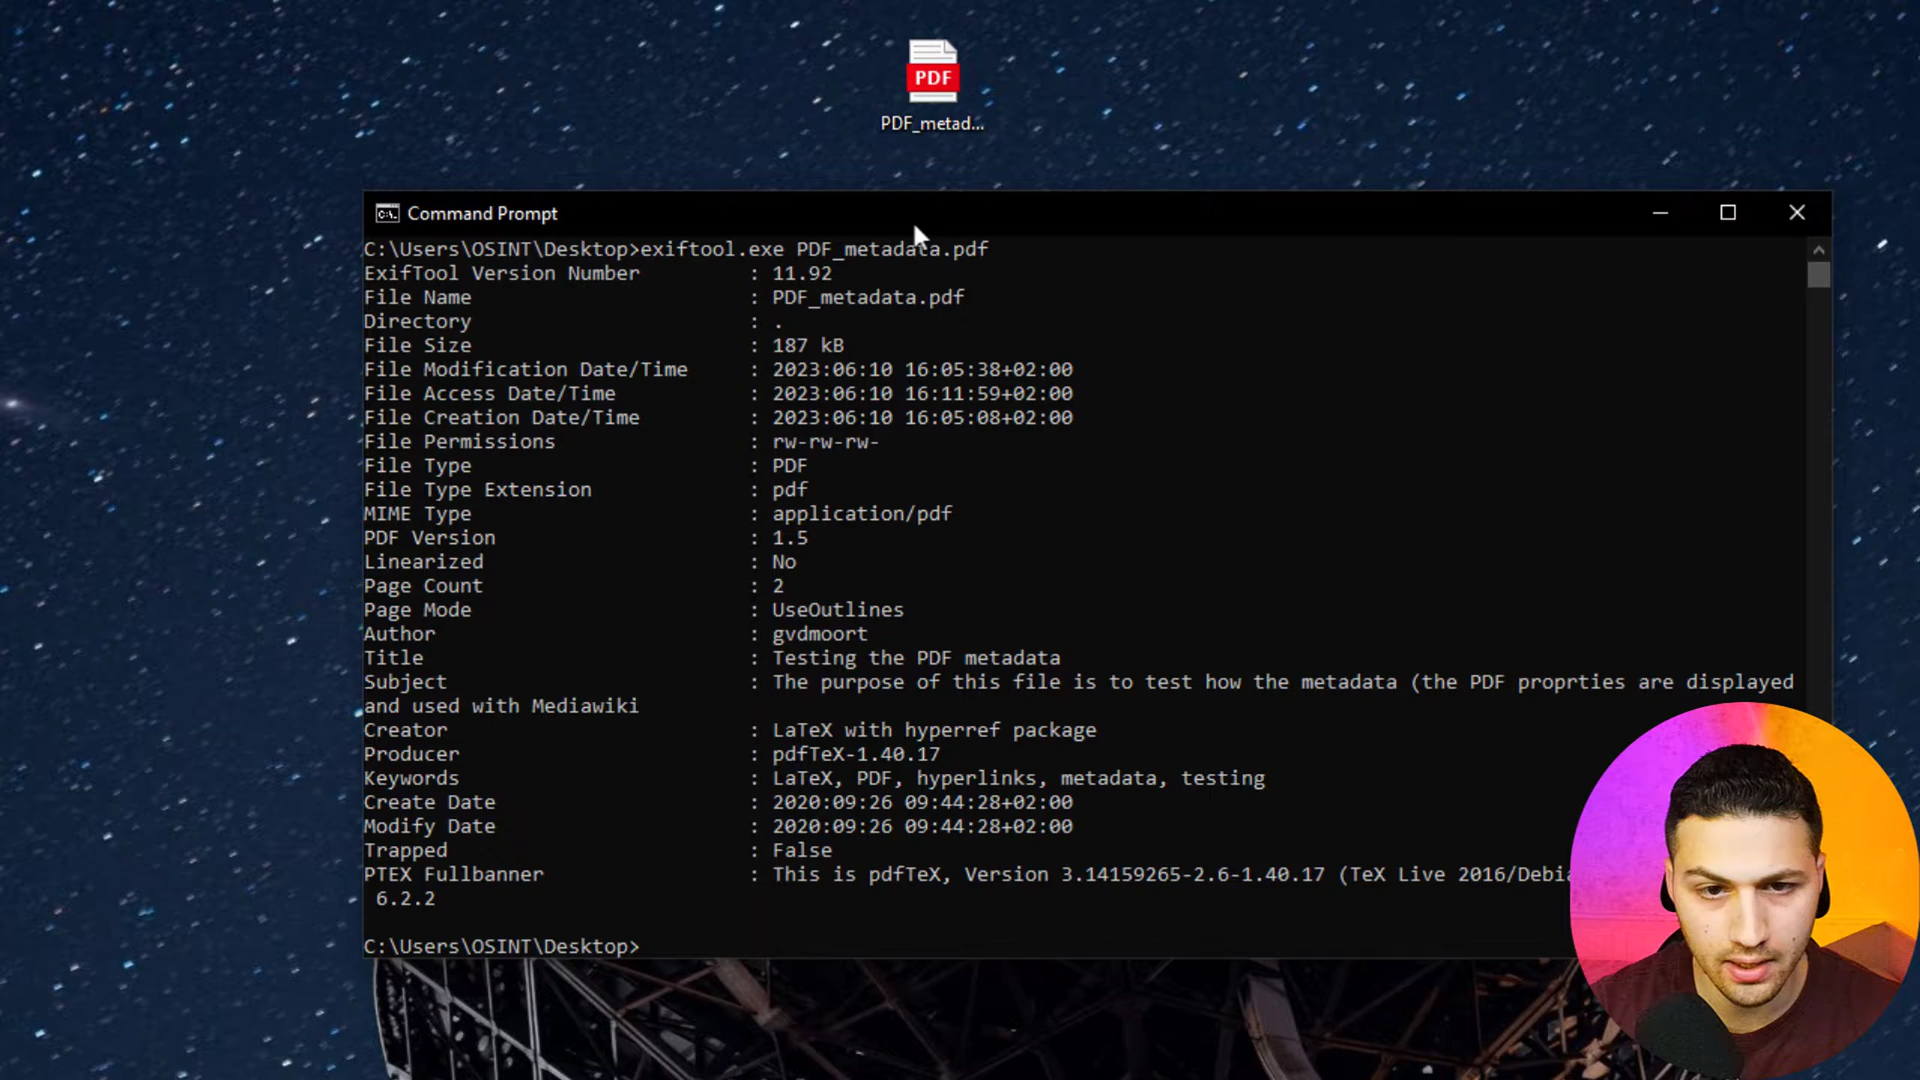 PDF
PDF_metad...
Command Prompt
C:\Users\OSINT\Desktop>exiftool.exe PDF_metadata.pdf
ExifTool Version Number : 11.92
File Name : PDF_metadata.pdf
Directory : .
File Size : 187 kB
File Modification Date/Time : 2023:06:10 16:05:38+02:00
File Access Date/Time : 2023:06:10 16:11:59+02:00
File Creation Date/Time : 2023:06:10 16:05:08+02:00
File Permissions : rw-rw-rw-
File Type : PDF
File Type Extension : pdf
MIME Type : application/pdf
PDF Version : 1.5
Linearized : No
Page Count : 2
Page Mode : UseOutlines
Author : gvdmoort
Title : Testing the PDF metadata
Subject : The purpose of this file is to test how the metadata (the PDF proprties are displayed
and used with Mediawiki
Creator : LaTeX with hyperref package
Producer : pdfTeX-1.40.17
Keywords : LaTeX, PDF, hyperlinks, metadata, testing
Create Date : 2020:09:26 09:44:28+02:00
Modify Date : 2020:09:26 09:44:28+02:00
Trapped : False
PTEX Fullbanner : This is pdfTeX, Version 3.14159265-2.6-1.40.17 (TeX Live 2016/Debi
6.2.2
C:\Users\OSINT\Desktop>